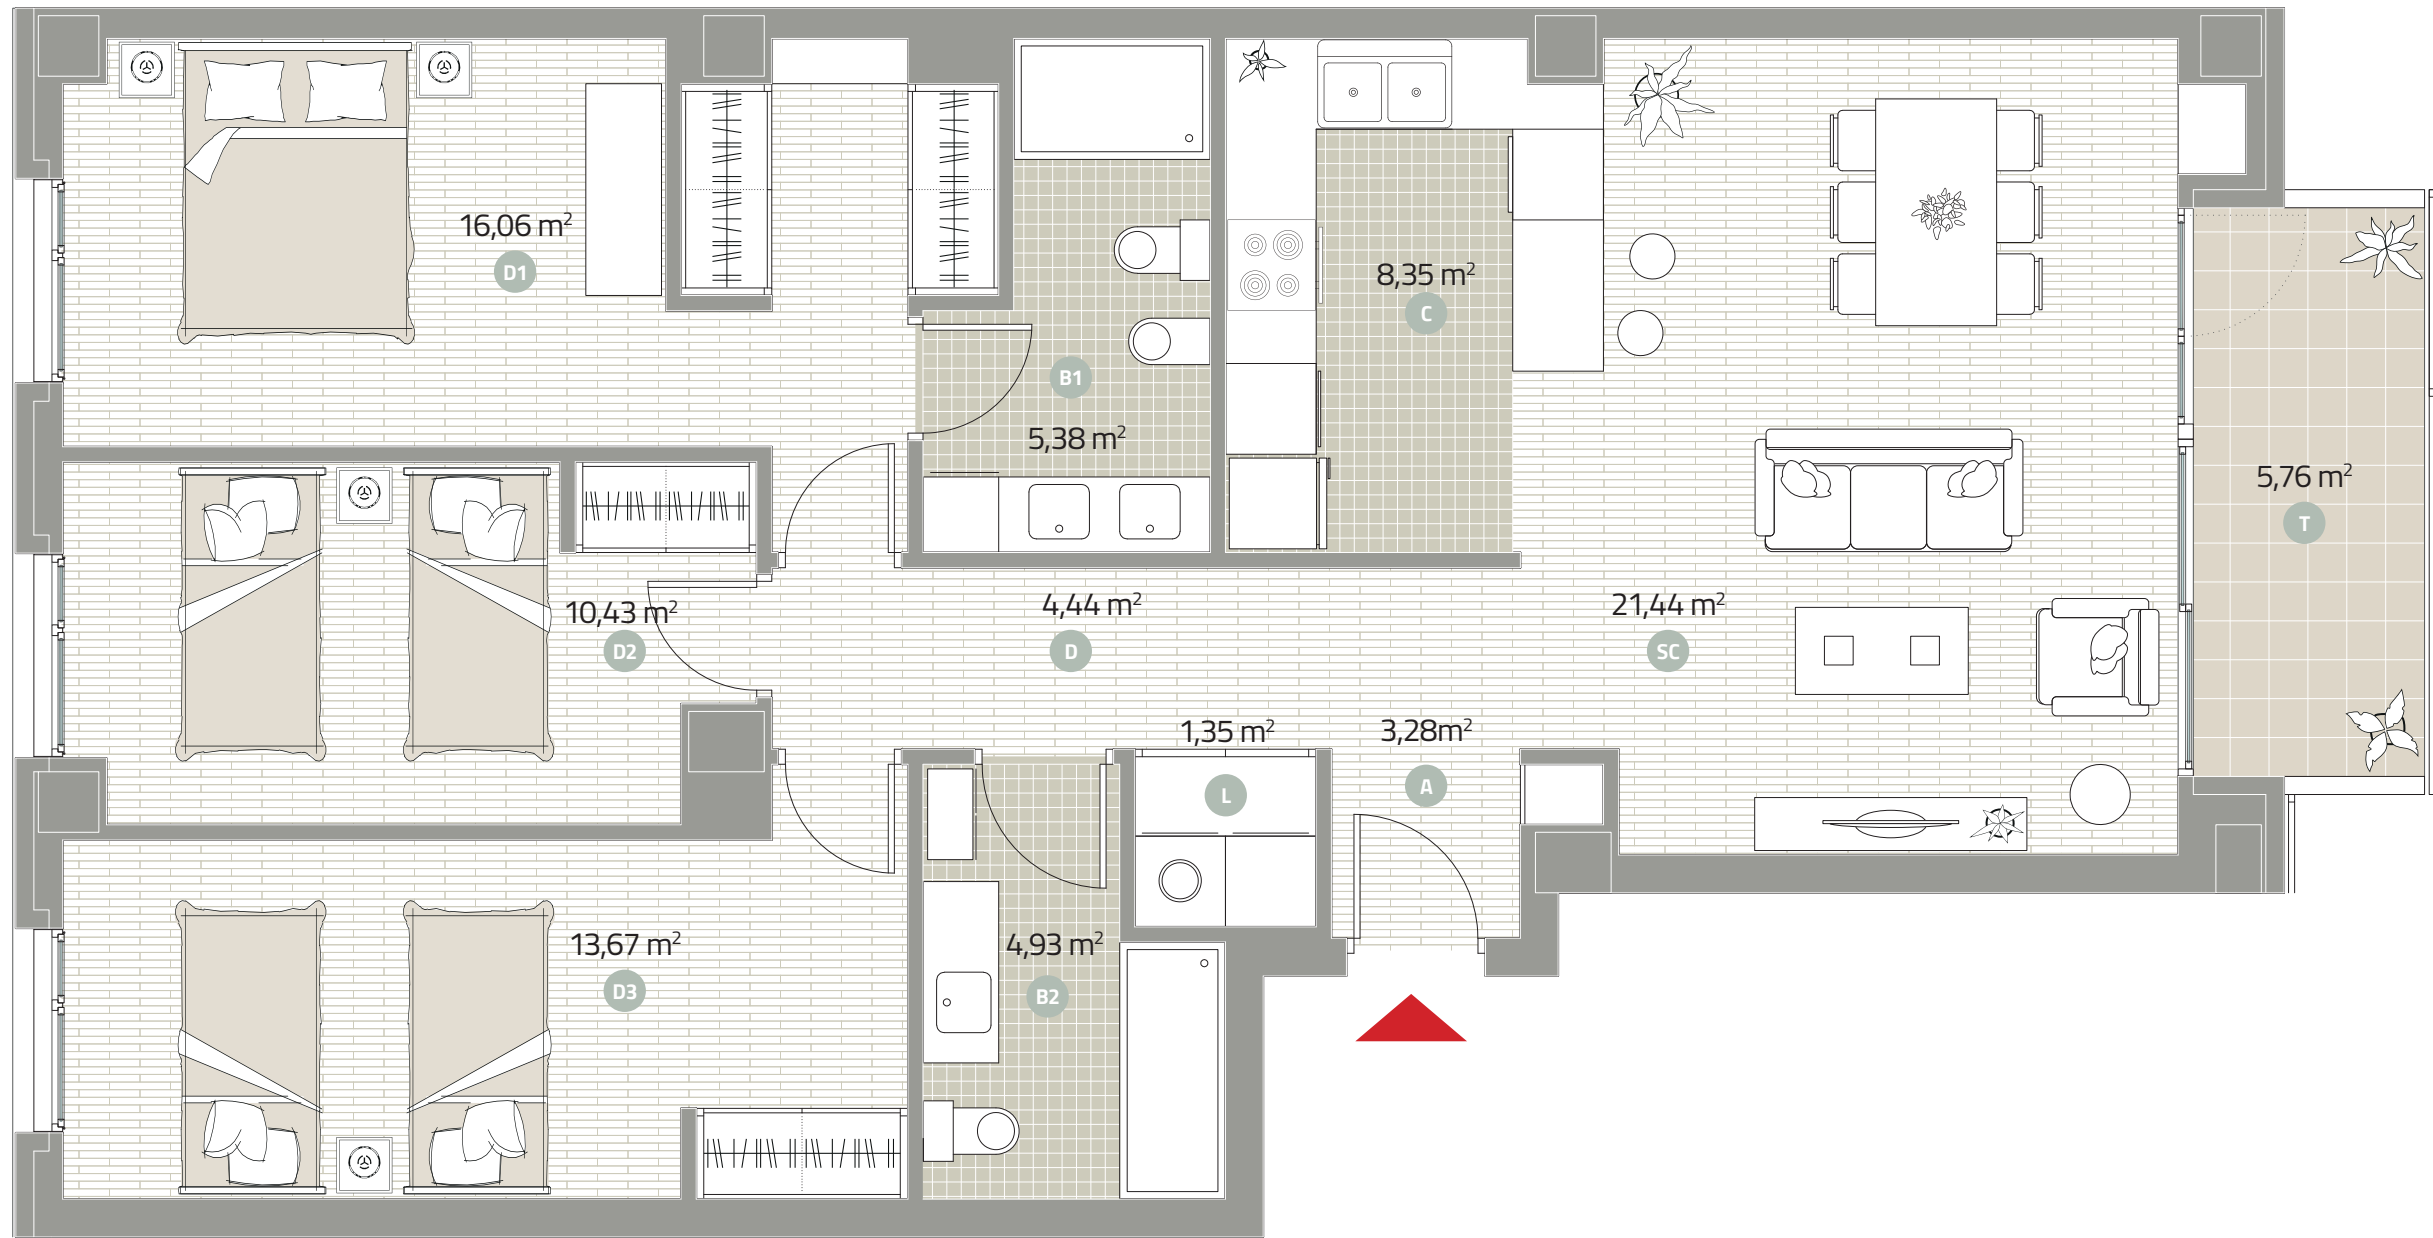 16,06 m²
D1
8,35 m²
C
B1
5,38 m²
5,76 m²
T
10,43 m²
D2
4,44 m²
D
21,44 m²
SC
1,35 m²
L
3,28m²
A
13,67 m²
D3
4,93 m²
B2